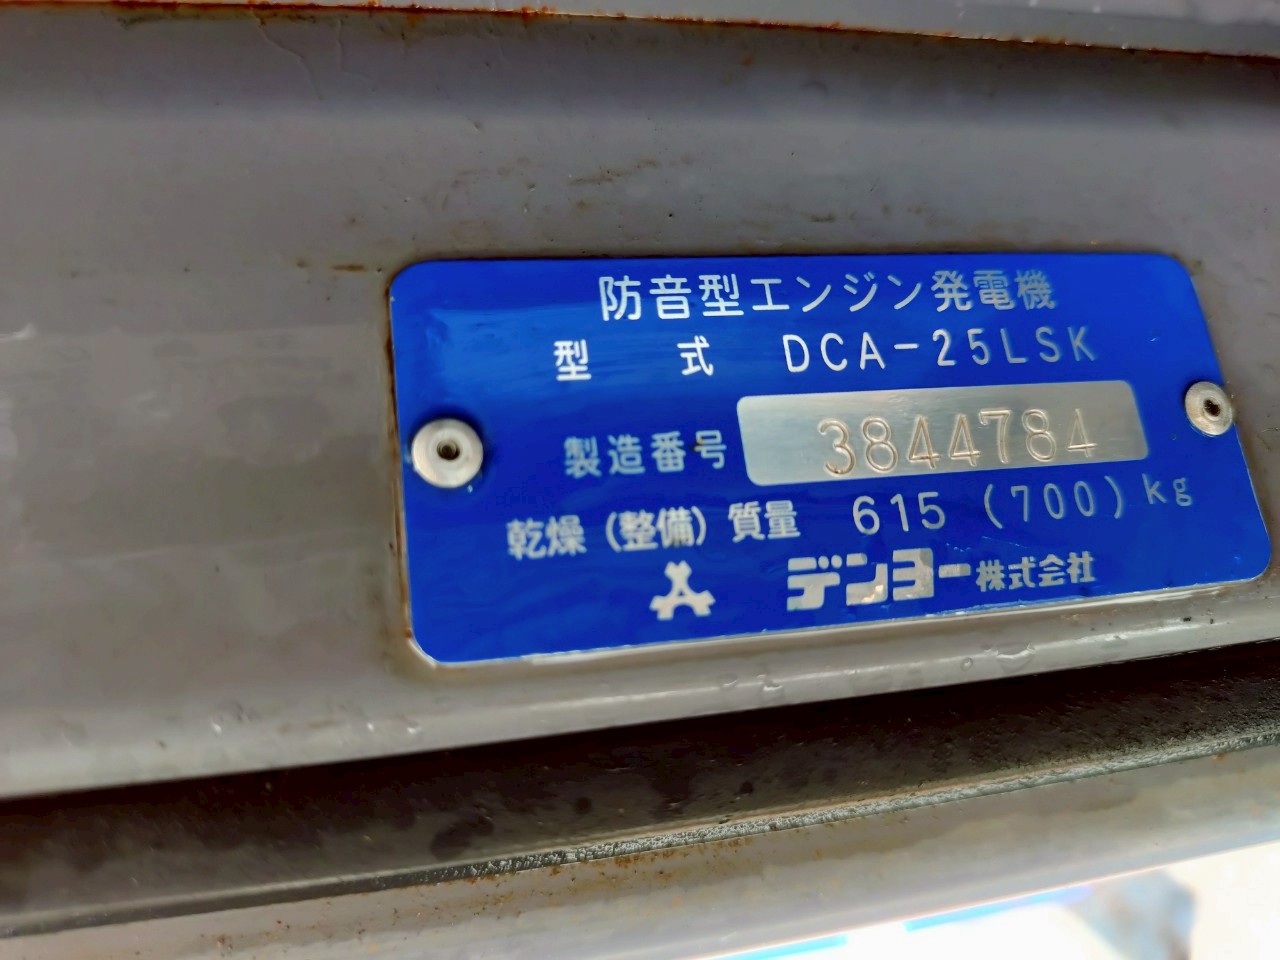 防音型エンジン発電機
型 式 DCA-25LSK
製造番号 3844784
乾燥(整備)質量 615(700)kg
デンヨー株式会社